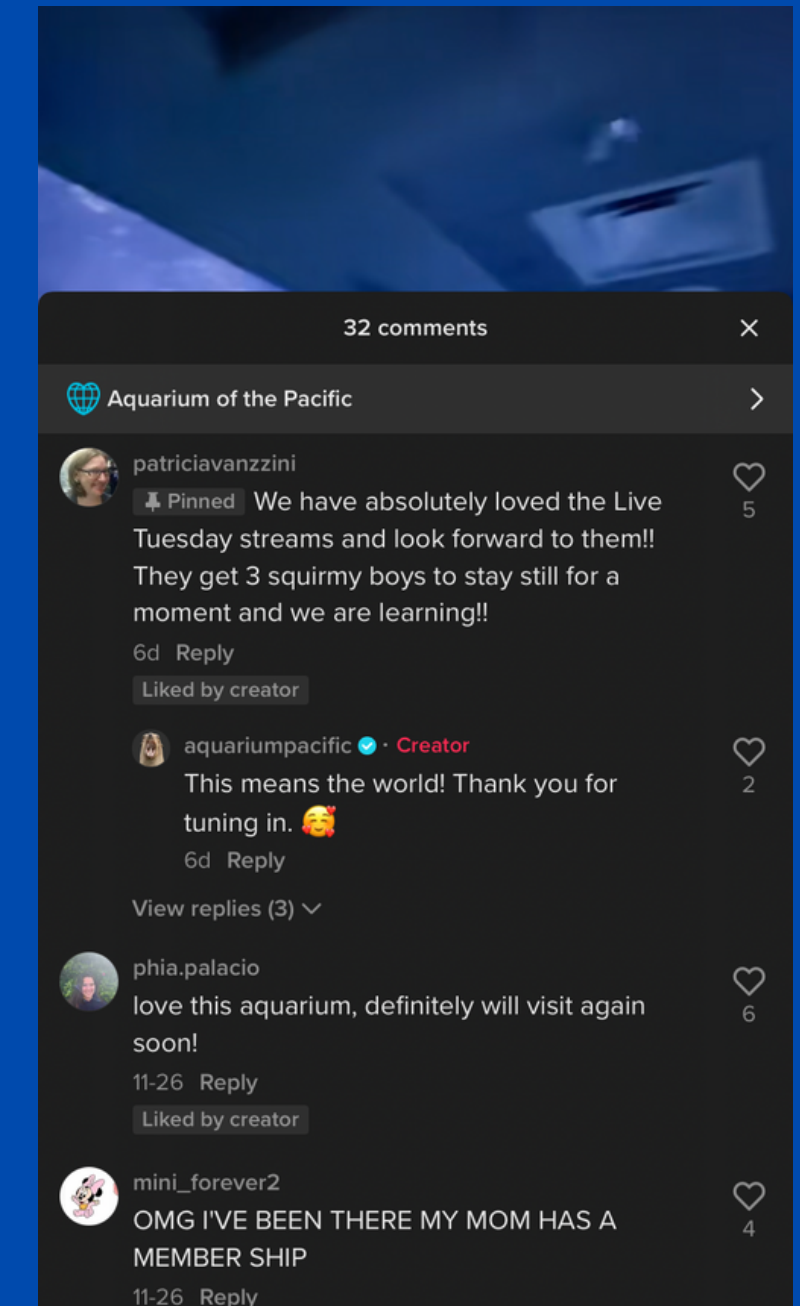 32 comments
Aquarium of the Pacific
patriciavanzzini
Pinned We have absolutely loved the Live
5
Tuesday streams and look forward to them!!
They get 3 squirmy boys to stay still for a
moment and we are learning!!
6d Reply
Liked by creator
aquariumpacific · Creator
This means the world! Thank you for
2
tuning in. 🥰
6d Reply
View replies (3)
phia.palacio
love this aquarium, definitely will visit again
6
soon!
11-26 Reply
Liked by creator
mini_forever2
OMG I'VE BEEN THERE MY MOM HAS A
4
MEMBER SHIP
11-26 Reply